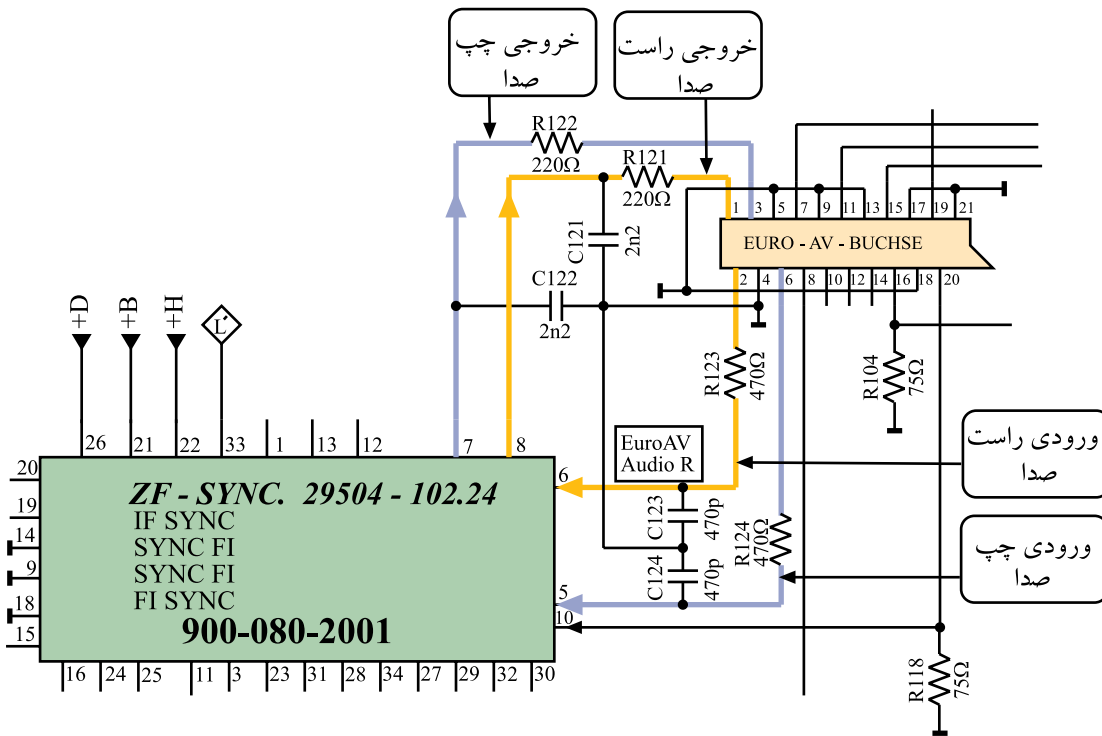 خروجی چپ
صدا
خروجی راست
صدا
R122
220Ω
R121
220Ω
C121
2n2
C122
2n2
1 3 5 7 9 11 13 15 17 19 21
EURO - AV - BUCHSE
2 4 6 8 10 12 14 16 18 20
+D
+B
+H
L'
R123
470Ω
R104
75Ω
26 21 22 33 1 13 12 7 8
EuroAV
Audio R
ورودی راست
صدا
20
19
14
9
18
15
ZF - SYNC. 29504 - 102.24
IF SYNC
SYNC FI
SYNC FI
FI SYNC
900-080-2001
6
5
10
C123
470p
C124
470p
R124
470Ω
ورودی چپ
صدا
16 24 25 11 3 23 31 28 34 27 29 32 30
R118
75Ω